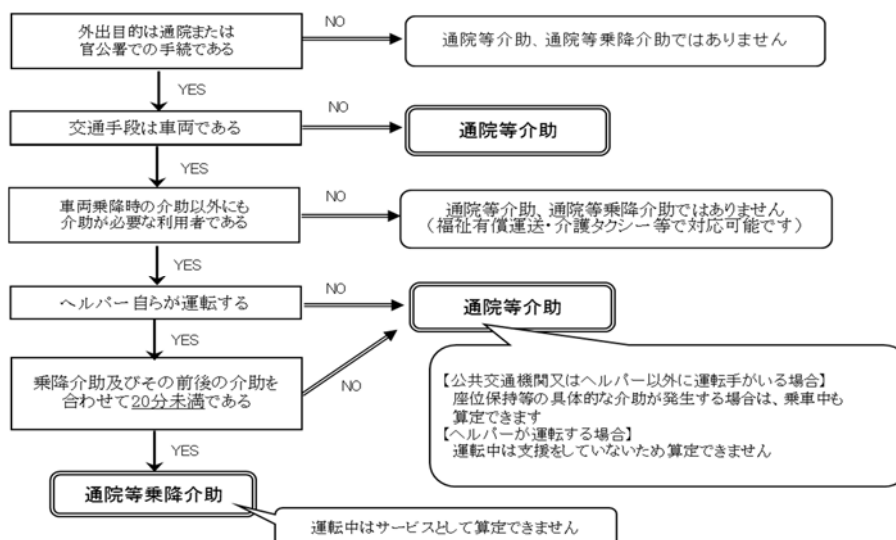 外出目的は通院または
官公署での手続である
NO
通院等介助、通院等乗降介助ではありません
YES
交通手段は車両である
NO
通院等介助
YES
車両乗降時の介助以外にも
介助が必要な利用者である
NO
通院等介助、通院等乗降介助ではありません
（福祉有償運送・介護タクシー等で対応可能です）
YES
ヘルパー自らが運転する
NO
通院等介助
YES
乗降介助及びその前後の介助を
合わせて20分未満である
NO
【公共交通機関又はヘルパー以外に運転手がいる場合】
座位保持等の具体的な介助が発生する場合は、乗車中も
算定できます
【ヘルパーが運転する場合】
運転中は支援をしていないため算定できません
YES
通院等乗降介助
運転中はサービスとして算定できません